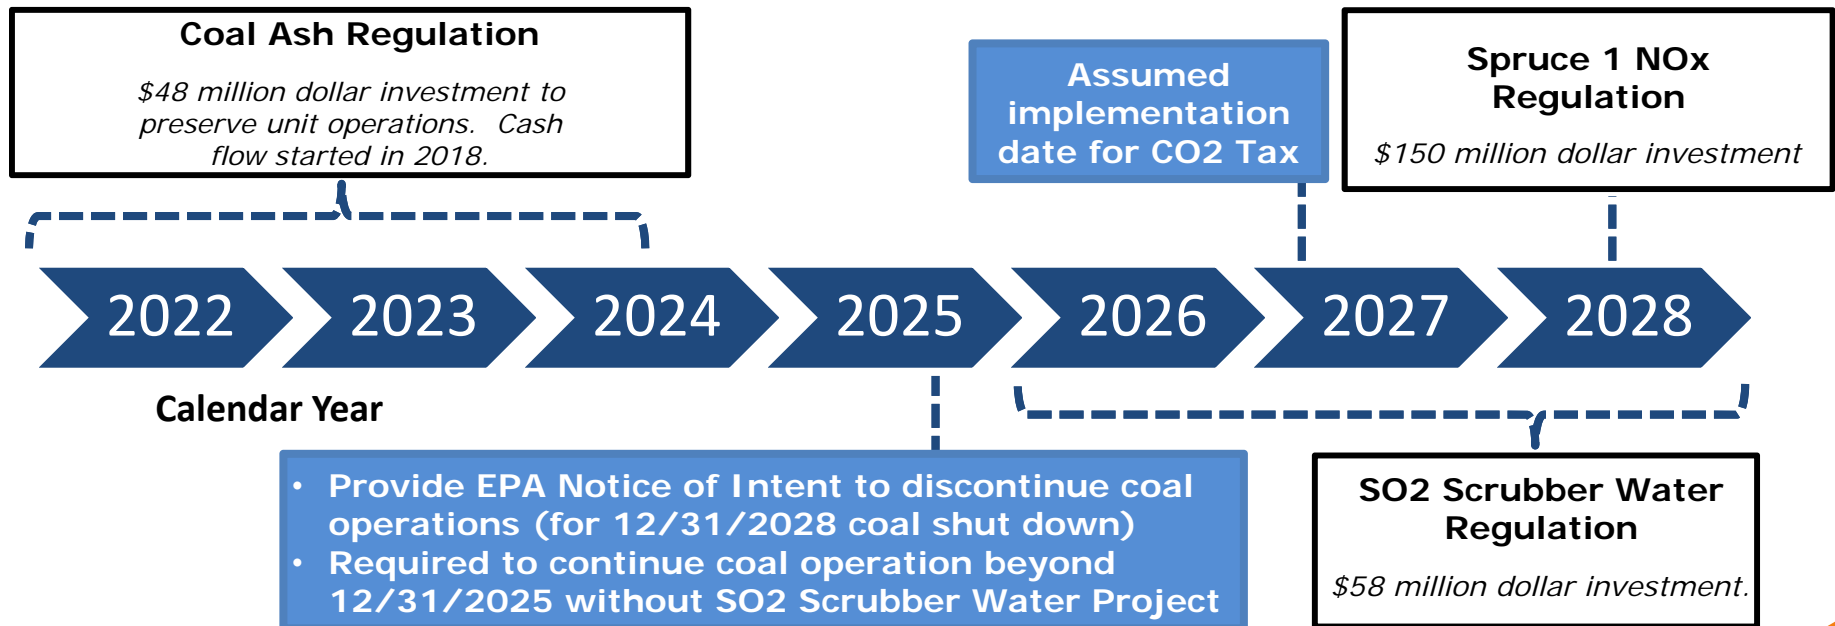 Coal Ash Regulation
$48 million dollar investment to
preserve unit operations. Cash
flow started in 2018.
Assumed
implementation
date for CO2 Tax
Spruce 1 NOx
Regulation
$150 million dollar investment
2022
2023
2024
2025
2026
2027
2028
Calendar Year
• Provide EPA Notice of Intent to discontinue coal
operations (for 12/31/2028 coal shut down)
• Required to continue coal operation beyond
12/31/2025 without SO2 Scrubber Water Project
SO2 Scrubber Water
Regulation
$58 million dollar investment.